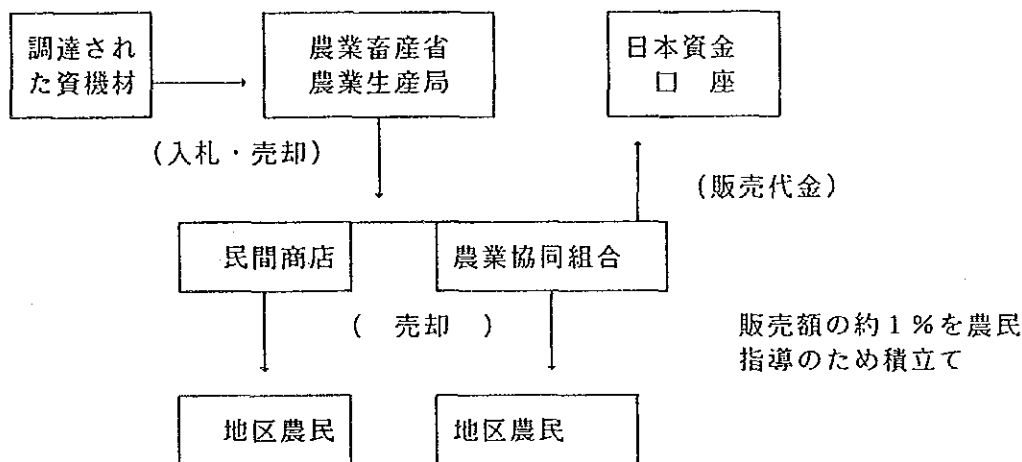 調達され
た資機材
農業畜産省
農業生産局
日本資金
口 座
(入札・売却)
(販売代金)
民間商店
農業協同組合
( 売却 )
販売額の約1%を農民
指導のため積立て
地区農民
地区農民